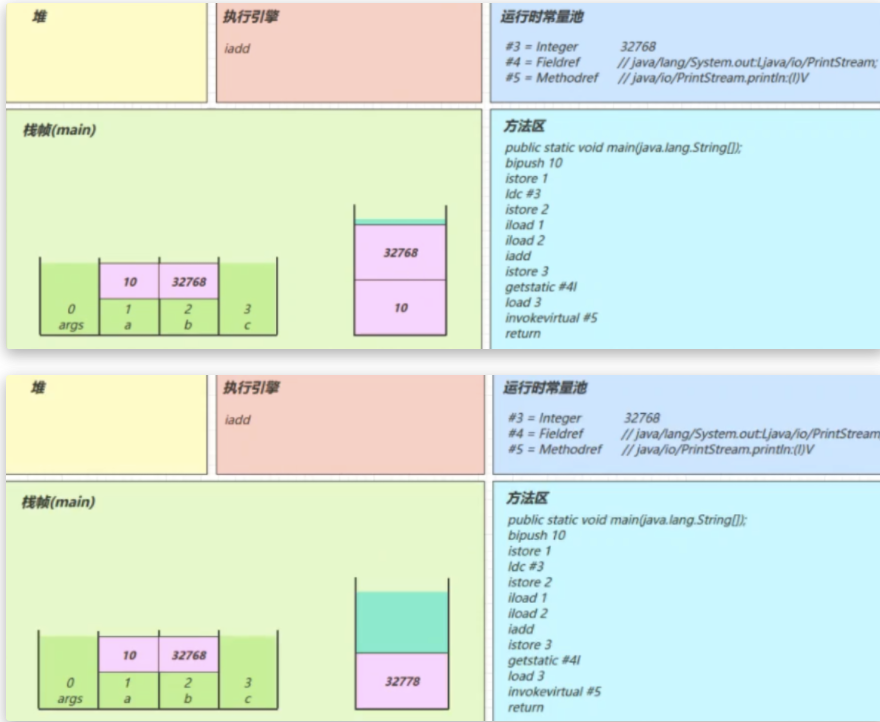 堆
执行引擎
iadd
运行时常量池
#3 = Integer 32768
#4 = Fieldref // java/lang/System.out:Ljava/io/PrintStream;
#5 = Methodref // java/io/PrintStream.println:(I)V
栈帧(main)
32768
10
10 32768
0 1 2 3
args a b c
方法区
public static void main(java.lang.String[]);
bipush 10
istore 1
ldc #3
istore 2
iload 1
iload 2
iadd
istore 3
getstatic #4I
load 3
invokevirtual #5
return
堆
执行引擎
iadd
运行时常量池
#3 = Integer 32768
#4 = Fieldref // java/lang/System.out:Ljava/io/PrintStream
#5 = Methodref // java/io/PrintStream.println:(I)V
栈帧(main)
32778
10 32768
0 1 2 3
args a b c
方法区
public static void main(java.lang.String[]);
bipush 10
istore 1
ldc #3
istore 2
iload 1
iload 2
iadd
istore 3
getstatic #4I
load 3
invokevirtual #5
return